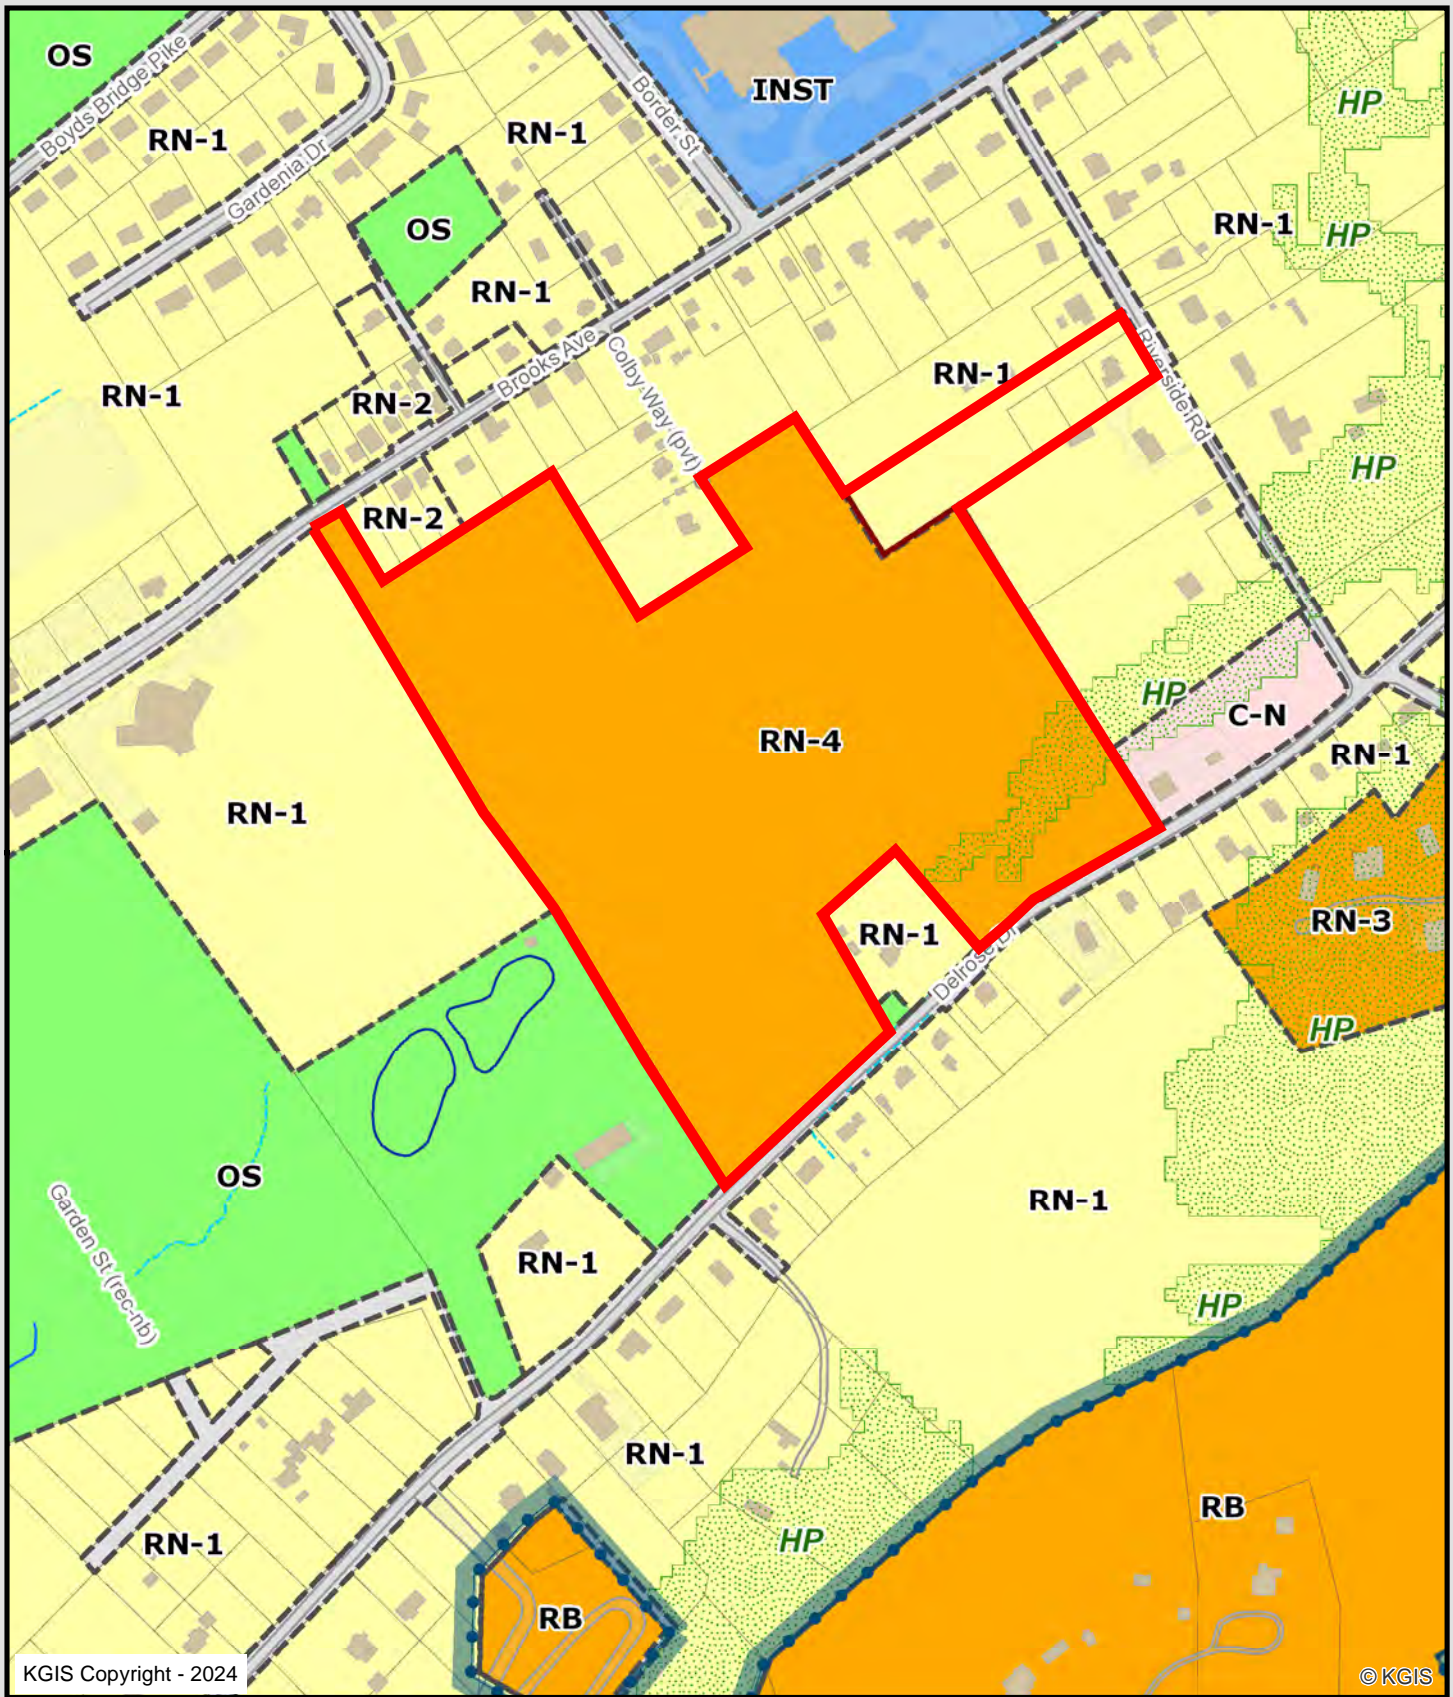 OS
Boyds Bridge Pike
RN-1
Gardenia Dr
RN-1
Border St
INST
HP
OS
RN-1
HP
RN-1
RN-1
RN-1
Brooks Ave
Colby Way (pvt)
Riverside Rd
RN-2
HP
RN-2
HP
C-N
RN-4
RN-1
RN-1
RN-3
RN-1
Delrose Dr
HP
OS
RN-1
Garden St (rec-nb)
RN-1
HP
RN-1
RB
HP
RN-1
RB
KGIS Copyright - 2024
© KGIS